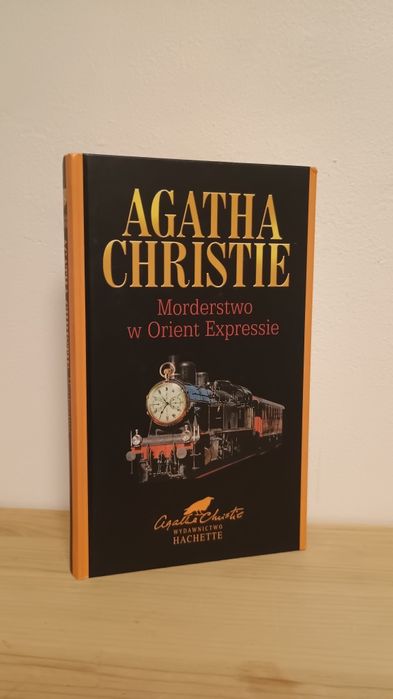 AGATHA
CHRISTIE
Morderstwo
w Orient Expressie
Agatha Christie
WYDAWNICTWO
HACHETTE